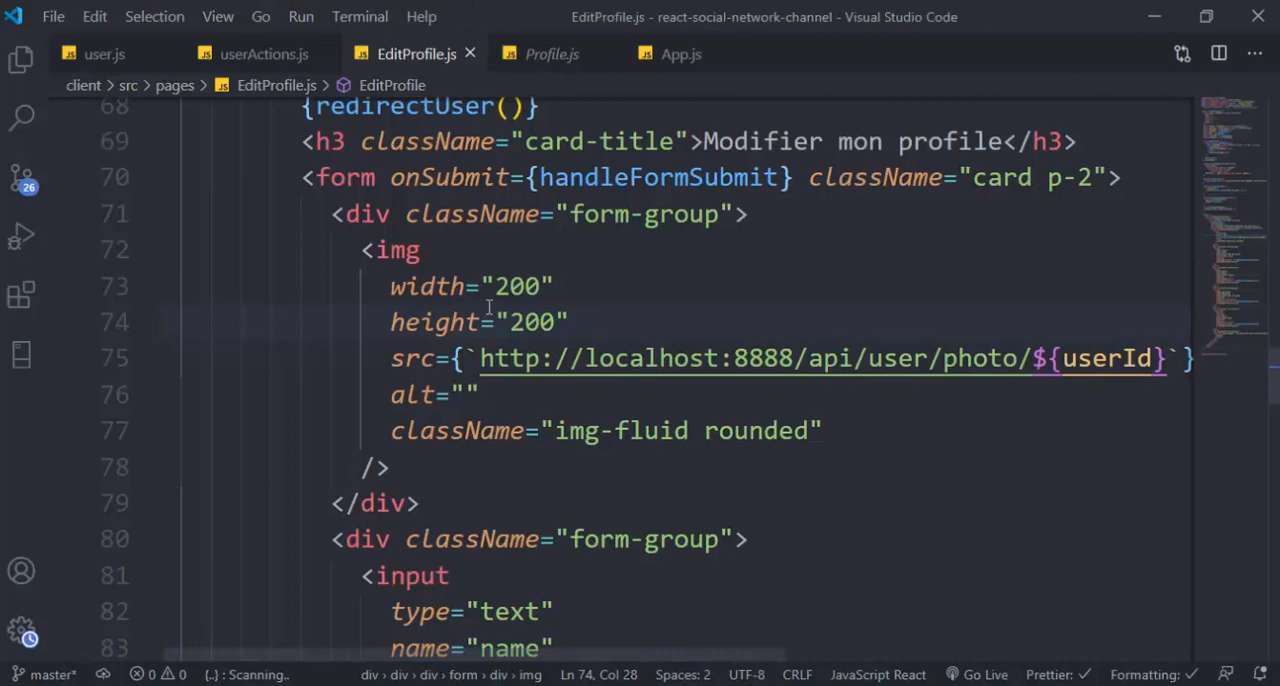 File Edit Selection View Go Run Terminal Help EditProfile.js - react-social-network-channel - Visual Studio Code
JS user.js JS userActions.js JS EditProfile.js JS Profile.js JS App.js
client > src > pages > JS EditProfile.js > EditProfile
68 {redirectUser()}
69 <h3 className="card-title">Modifier mon profile</h3>
70 <form onSubmit={handleFormSubmit} className="card p-2">
71 <div className="form-group">
72 <img
73 width="200"
74 height="200"
75 src={`http://localhost:8888/api/user/photo/${userId}`}
76 alt=""
77 className="img-fluid rounded"
78 />
79 </div>
80 <div className="form-group">
81 <input
82 type="text"
83 name="name"
26
master* 0 0 {..} : Scanning.. div > div > div > form > div > img Ln 74, Col 28 Spaces: 2 UTF-8 CRLF JavaScript React Go Live Prettier: ✓ Formatting: ✓